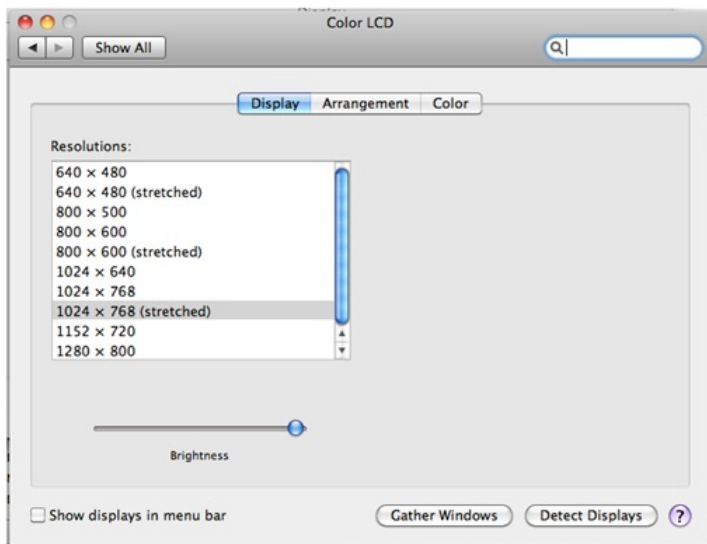 Color LCD
Show All
Display Arrangement Color
Resolutions:
640 × 480
640 × 480 (stretched)
800 × 500
800 × 600
800 × 600 (stretched)
1024 × 640
1024 × 768
1024 × 768 (stretched)
1152 × 720
1280 × 800
Brightness
Show displays in menu bar Gather Windows Detect Displays ?